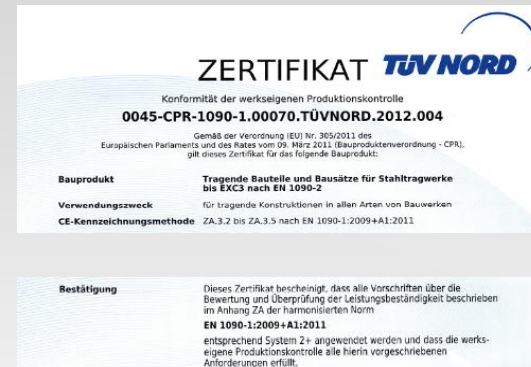 ZERTIFIKAT TÜV NORD
Konformität der werkseigenen Produktionskontrolle
0045-CPR-1090-1.00070.TÜVNORD.2012.004
Gemäß der Verordnung (EU) Nr. 305/2011 des
Europäischen Parlaments und des Rates vom 09. März 2011 (Bauproduktenverordnung - CPR),
gilt dieses Zertifikat für das folgende Bauprodukt:
Bauprodukt Tragende Bauteile und Bausätze für Stahltragwerke
bis EXC3 nach EN 1090-2
Verwendungszweck für tragende Konstruktionen in allen Arten von Bauwerken
CE-Kennzeichnungsmethode ZA.3.2 bis ZA.3.5 nach EN 1090-1:2009+A1:2011
Bestätigung Dieses Zertifikat bescheinigt, dass alle Vorschriften über die
Bewertung und Überprüfung der Leistungsbeständigkeit beschrieben
im Anhang ZA der harmonisierten Norm
EN 1090-1:2009+A1:2011
entsprechend System 2+ angewendet werden und dass die werks-
eigene Produktionskontrolle alle hierin vorgeschriebenen
Anforderungen erfüllt.